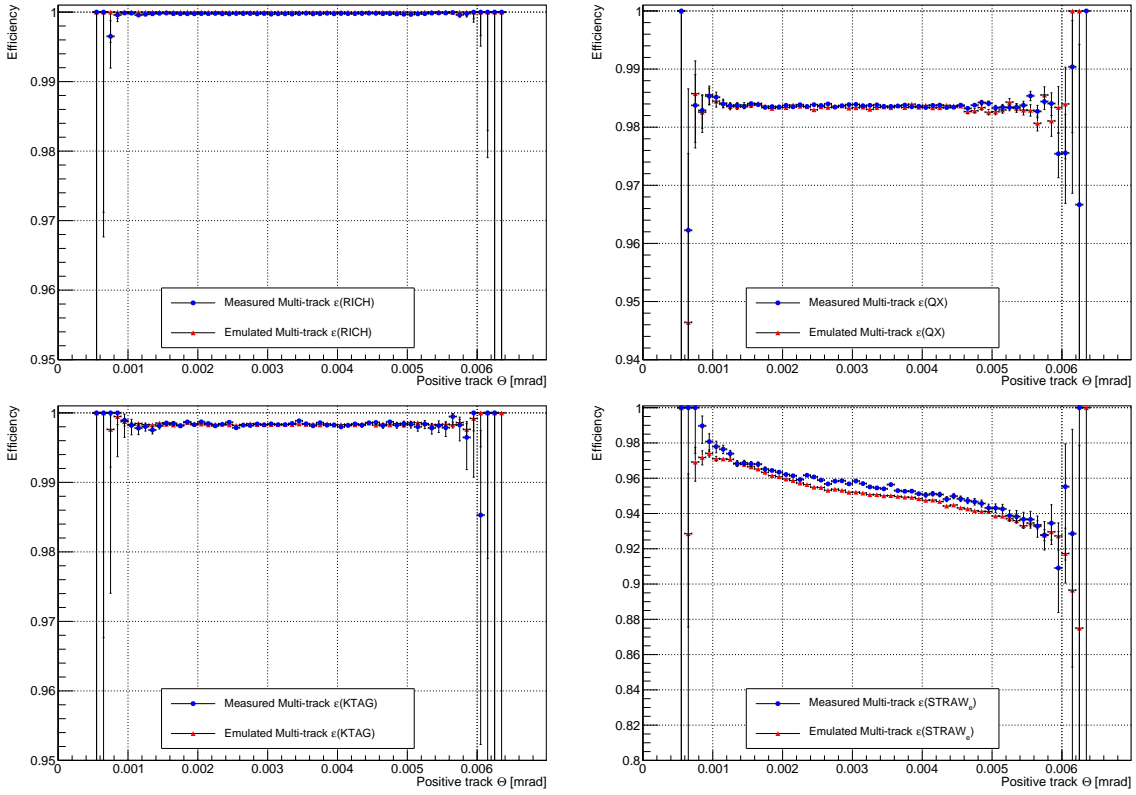 Efficiency
1
0.99
0.98
0.97
0.96
0.95
Measured Multi-track ε(RICH)
Emulated Multi-track ε(RICH)
0 0.001 0.002 0.003 0.004 0.005 0.006
Positive track Θ [mrad]
Efficiency
1
0.99
0.98
0.97
0.96
0.95
0.94
Measured Multi-track ε(QX)
Emulated Multi-track ε(QX)
0 0.001 0.002 0.003 0.004 0.005 0.006
Positive track Θ [mrad]
Efficiency
1
0.99
0.98
0.97
0.96
0.95
Measured Multi-track ε(KTAG)
Emulated Multi-track ε(KTAG)
0 0.001 0.002 0.003 0.004 0.005 0.006
Positive track Θ [mrad]
Efficiency
1
0.98
0.96
0.94
0.92
0.9
0.88
0.86
0.84
0.82
0.8
Measured Multi-track ε(STRAWₑ)
Emulated Multi-track ε(STRAWₑ)
0 0.001 0.002 0.003 0.004 0.005 0.006
Positive track Θ [mrad]